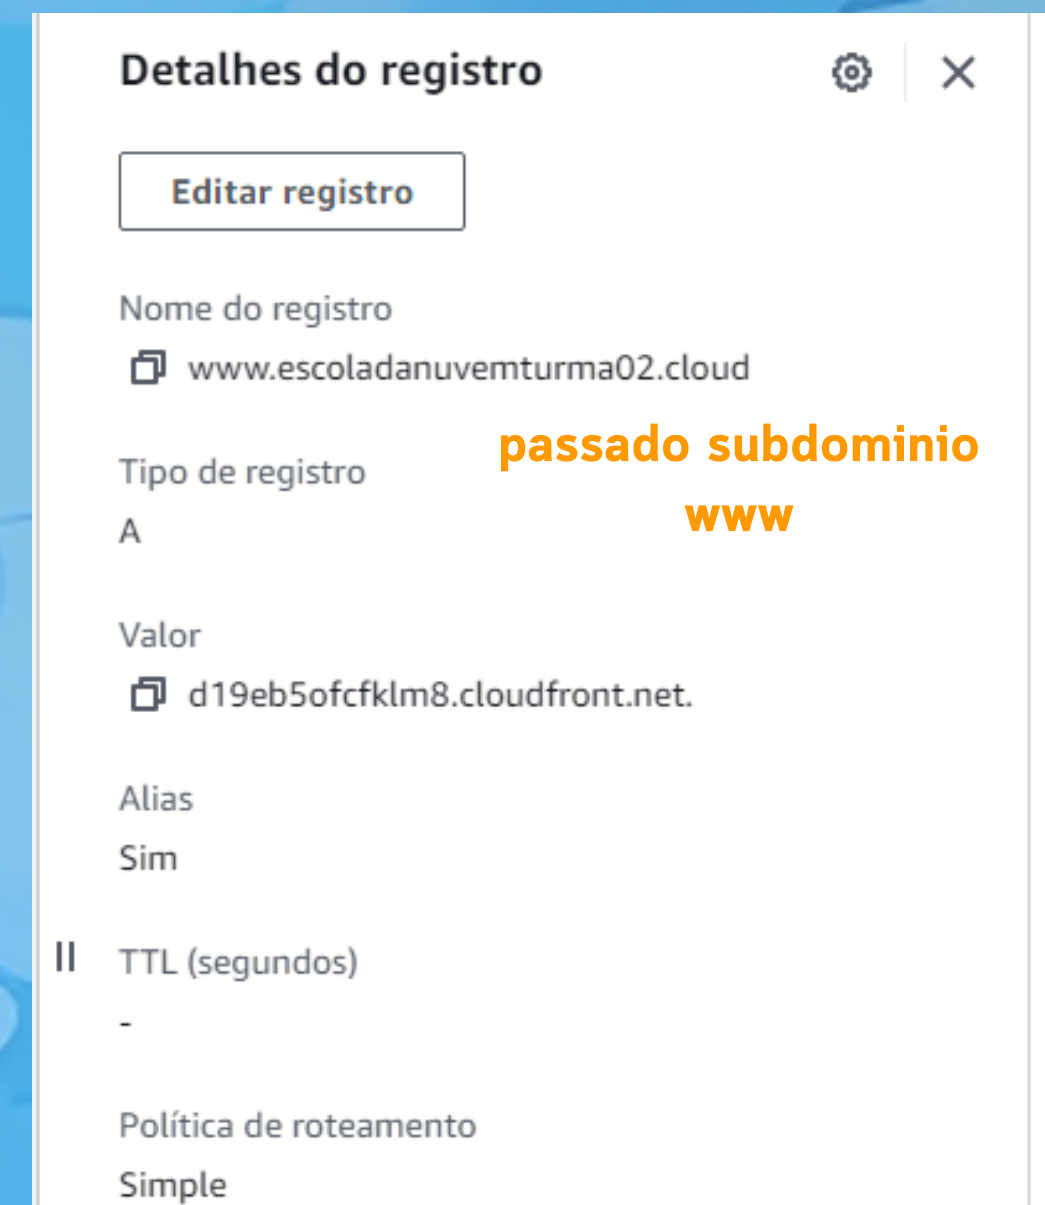 Detalhes do registro
Editar registro
Nome do registro
www.escoladanuvemturma02.cloud
passado subdominio
www
Tipo de registro
A
Valor
d19eb5ofcfklm8.cloudfront.net.
Alias
Sim
TTL (segundos)
-
Política de roteamento
Simple